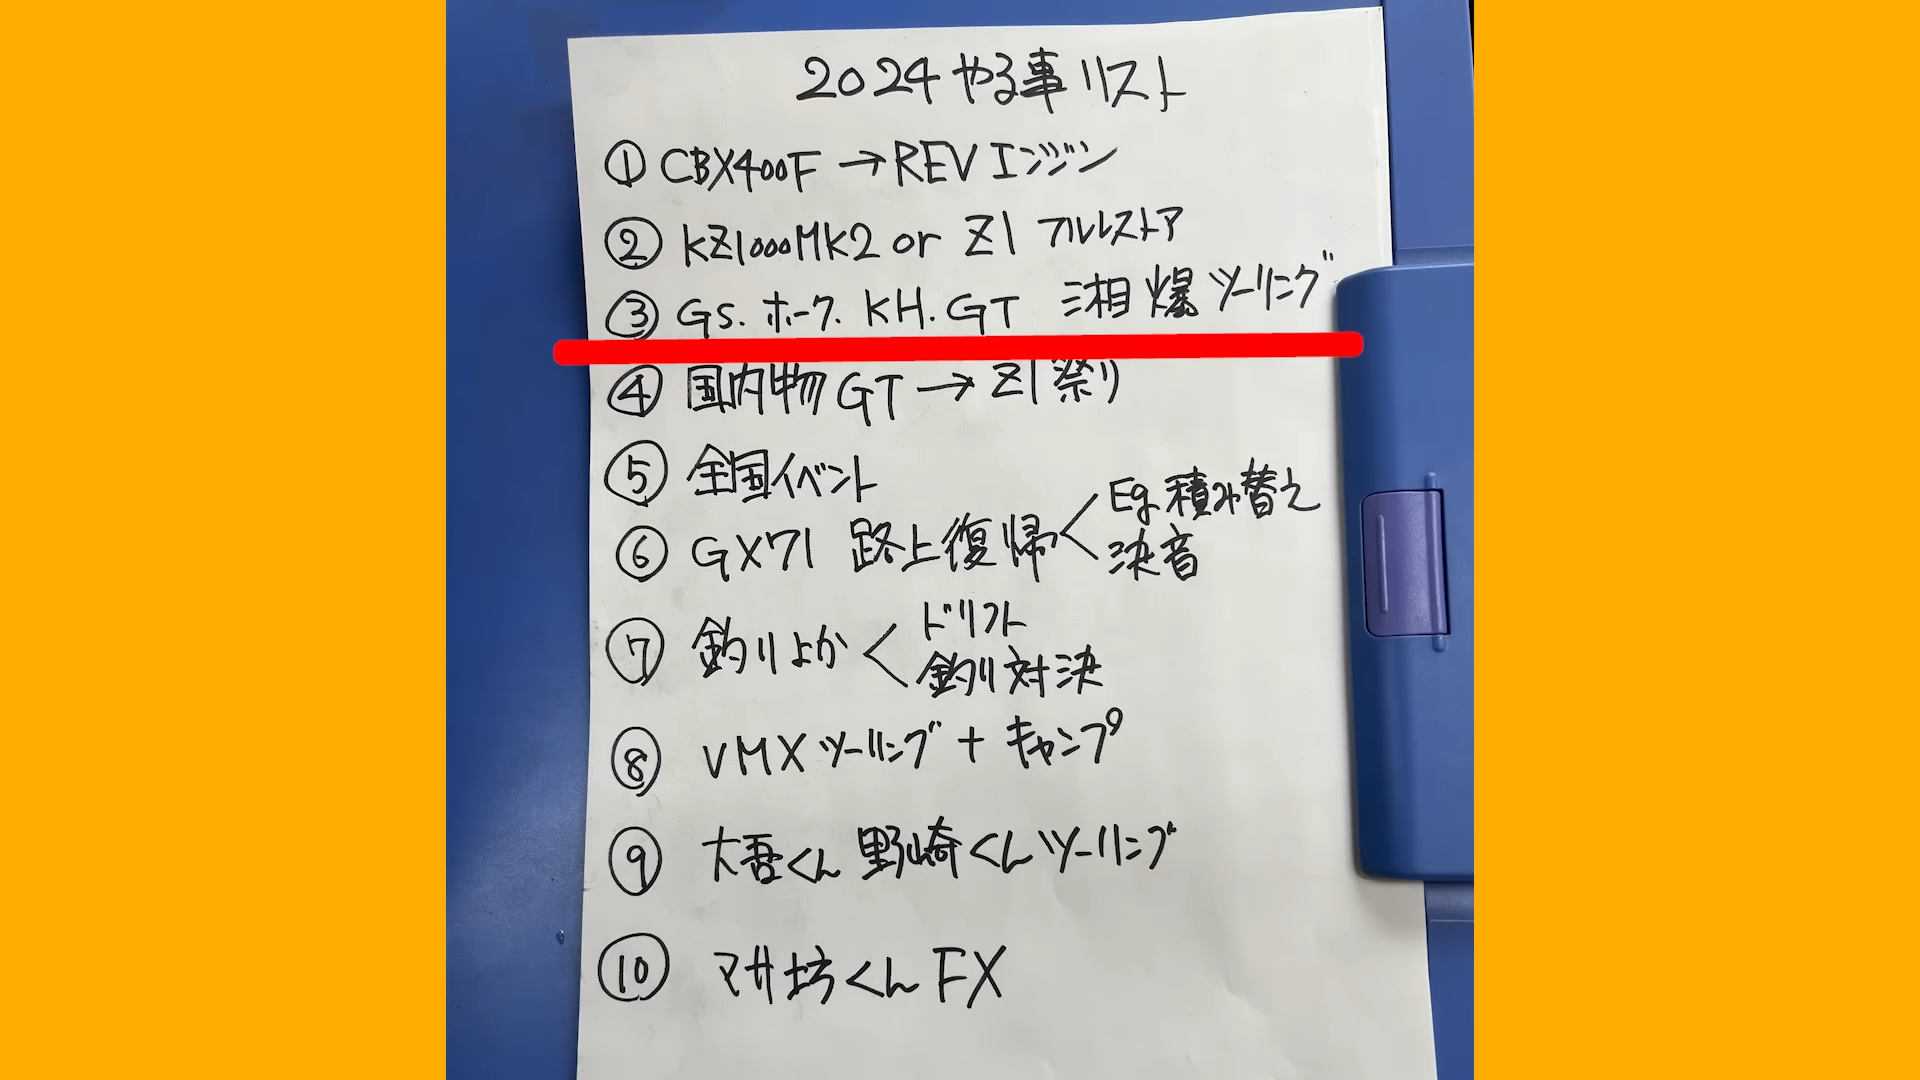 2024やる事リスト
① CBX400F → REVエンジン
② KZ1000MK2 or Z1 フルレストア
③ GS.ホーク.KH.GT 湘爆ツーリング
④ 国内物GT → Z1祭り
⑤ 全国イベント
⑥ GX71 路上復帰 < Eg.積み替え
決音
⑦ 釣りよか < ドリフト
釣り対決
⑧ VMXツーリング + キャンプ
⑨ 大吾くん 野崎くんツーリング
⑩ マサ坊くん FX